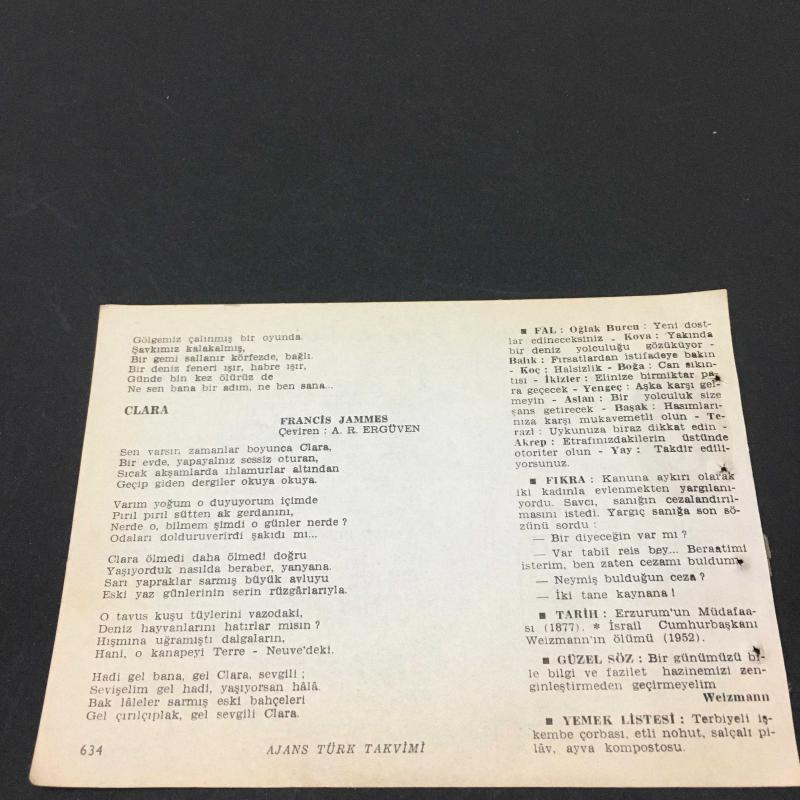 Gölgemiz çalınmış bir oyunda
Şavkımız kalakalmış,
Bir gemi sallanır körfezde, bağlı.
Bir deniz feneri ışır, habre ışır,
Günde bin kez ölürüz de
Ne sen bana bir adım, ne ben sana...
CLARA
FRANCİS JAMMES
Çeviren : A. R. ERGÜVEN
Sen varsın zamanlar boyunca Clara,
Bir evde, yapayalnız sessiz oturan,
Sıcak akşamlarda ıhlamurlar altından
Geçip giden dergiler okuya okuya.
Varım yoğum o duyuyorum içimde
Pırıl pırıl sütten ak gerdanını,
Nerde o, bilmem şimdi o günler nerde ?
Odaları dolduruverirdi şakıdı mı...
Clara ölmedi daha ölmedi doğru
Yaşıyorduk nasılda beraber, yanyana.
Sarı yapraklar sarmış büyük avluyu
Eski yaz günlerinin serin rüzgârlarıyla.
O tavus kuşu tüylerini vazodaki,
Deniz hayvanlarını hatırlar mısın ?
Hışmına uğramıştı dalgaların,
Hani, o kanapeyi Terre - Neuve'deki.
Hadi gel bana, gel Clara, sevgili ;
Sevişelim gel hadi, yaşıyorsan hâlâ.
Bak lâleler sarmış eski bahçeleri
Gel çırılçıplak, gel sevgili Clara.
634
AJANS TÜRK TAKVİMİ
■ FAL : Oğlak Burcu : Yeni dost-
lar edineceksiniz - Kova : Yakında
bir deniz yolculuğu gözüküyor -
Balık : Fırsatlardan istifadeye bakın
- Koç : Halsizlik - Boğa : Can sıkın-
tısı - İkizler : Elinize birmiktar pa-
ra geçecek - Yengeç : Aşka karşı gel-
meyin - Aslan : Bir yolculuk size
şans getirecek - Başak : Hasımları-
nıza karşı mukavemetli olun - Te-
razi : Uykunuza biraz dikkat edin -
Akrep : Etrafınızdakilerin üstünde
otoriter olun - Yay : Takdir edili-
yorsunuz.
■ FIKRA : Kanuna aykırı olarak
iki kadınla evlenmekten yargılanı-
yordu. Savcı, sanığın cezalandırıl-
masını istedi. Yargıç sanığa son sö-
zünü sordu :
— Bir diyeceğin var mı ?
— Var tabiî reis bey... Beraatimi
isterim, ben zaten cezamı buldum.
— Neymiş bulduğun ceza ?
— İki tane kaynana !
■ TARİH : Erzurum'un Müdafaa-
sı (1877). * İsrail Cumhurbaşkanı
Weizmann'ın ölümü (1952).
■ GÜZEL SÖZ : Bir günümüzü bi-
le bilgi ve fazilet hazinemizi zen-
ginleştirmeden geçirmeyelim
Weizmann
■ YEMEK LİSTESİ : Terbiyeli iş-
kembe çorbası, etli nohut, salçalı pi-
lâv, ayva kompostosu.